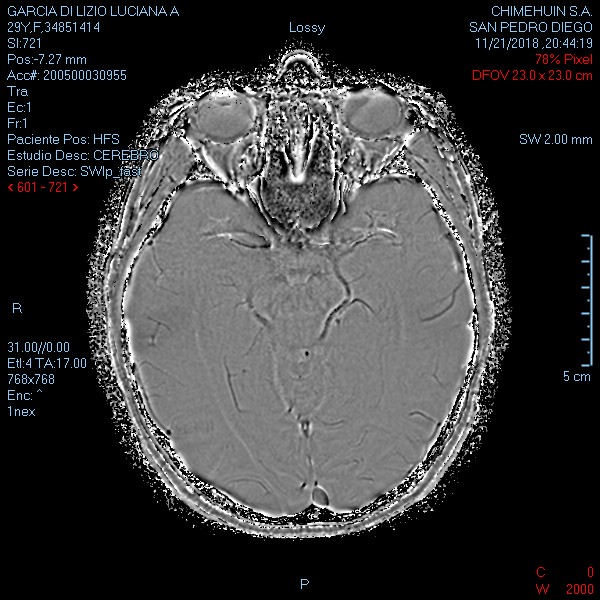 GARCIA DI LIZIO LUCIANA A
29Y,F,34851414
Sl:721
Pos:-7.27 mm
Acc#: 200500030955
Tra
Ec:1
Fr:1
Paciente Pos: HFS
Estudio Desc: CEREBRO
Serie Desc: SWIp_fast
< 601 - 721 >
Lossy
CHIMEHUIN S.A.
SAN PEDRO DIEGO
11/21/2018 ,20:44:19
78% Pixel
DFOV 23.0 x 23.0 cm
SW 2.00 mm
R
5 cm
31.00//0.00
Etl:4 TA:17.00
768x768
Enc: ^
1nex
P
C 0
W 2000